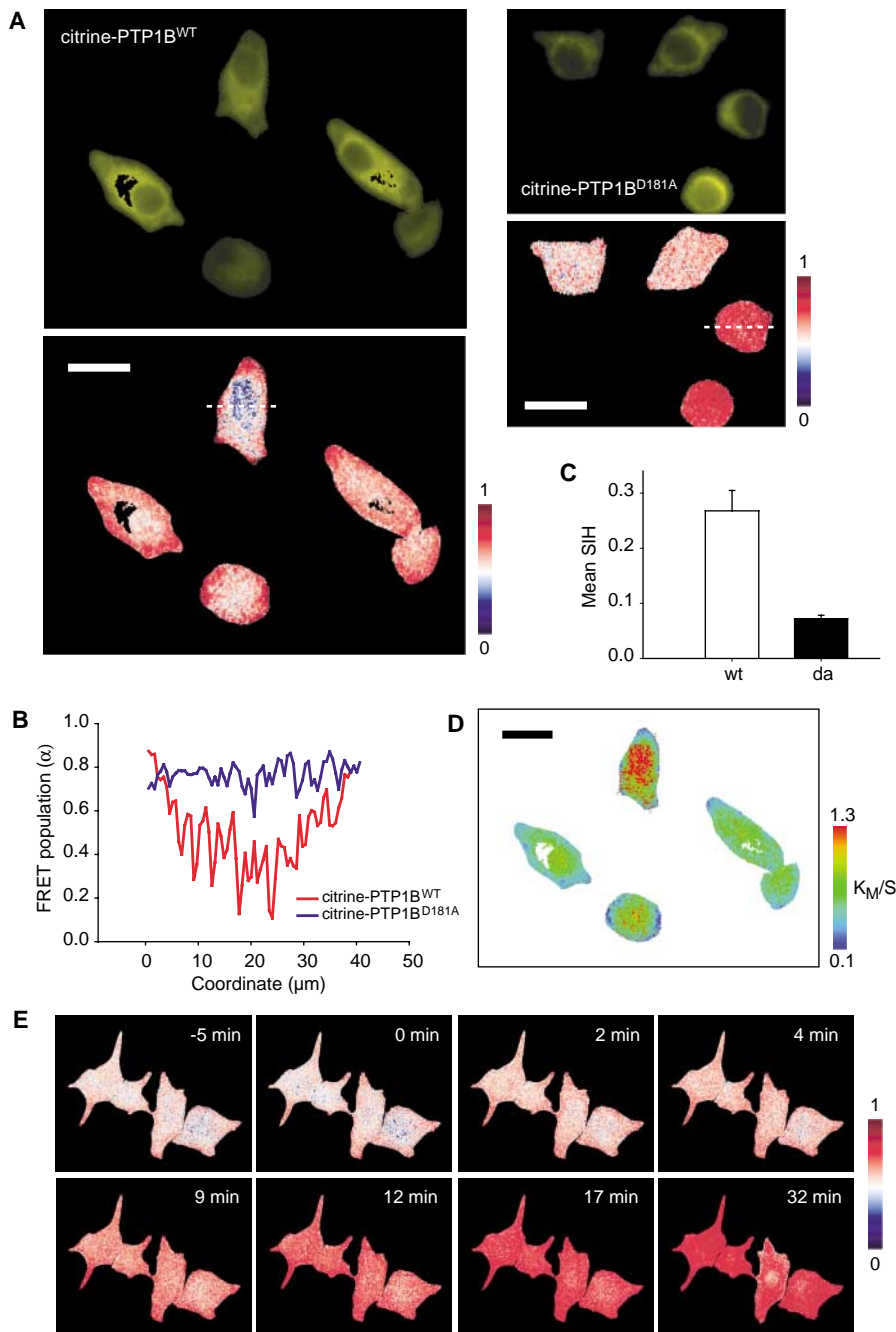 A
citrine-PTP1B^WT
citrine-PTP1B^D181A
1
0
1
0
C
Mean SIH
0.3
0.2
0.1
0.0
wt
da
B
FRET population (α)
1.0
0.8
0.6
0.4
0.2
0.0
citrine-PTP1B^WT
citrine-PTP1B^D181A
0
10
20
30
40
50
Coordinate (µm)
D
1.3
K_M/S
0.1
E
-5 min
0 min
2 min
4 min
9 min
12 min
17 min
32 min
1
0